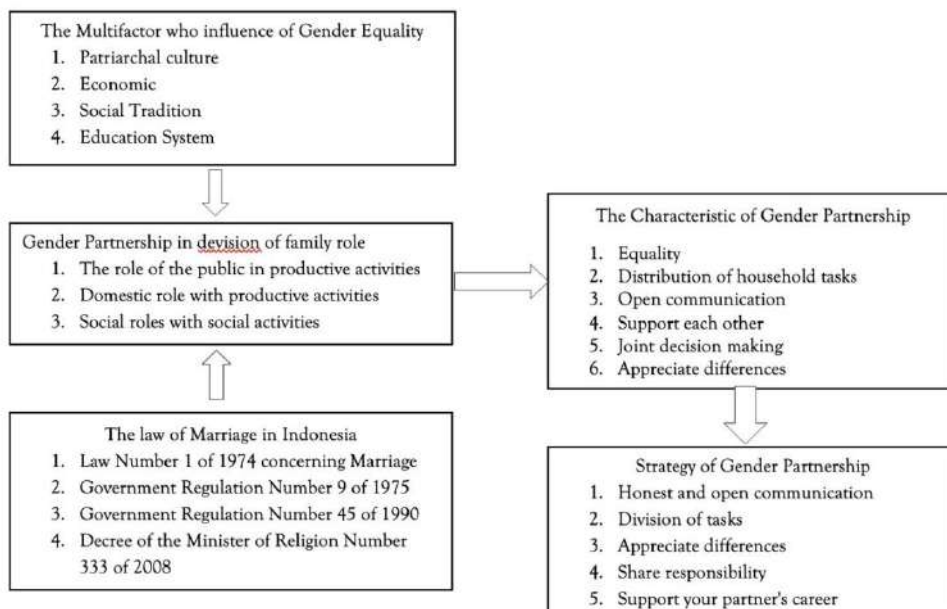 The Multifactor who influence of Gender Equality
1. Patriarchal culture
2. Economic
3. Social Tradition
4. Education System
Gender Partnership in devision of family role
1. The role of the public in productive activities
2. Domestic role with productive activities
3. Social roles with social activities
The law of Marriage in Indonesia
1. Law Number 1 of 1974 concerning Marriage
2. Government Regulation Number 9 of 1975
3. Government Regulation Number 45 of 1990
4. Decree of the Minister of Religion Number
333 of 2008
The Characteristic of Gender Partnership
1. Equality
2. Distribution of household tasks
3. Open communication
4. Support each other
5. Joint decision making
6. Appreciate differences
Strategy of Gender Partnership
1. Honest and open communication
2. Division of tasks
3. Appreciate differences
4. Share responsibility
5. Support your partner's career